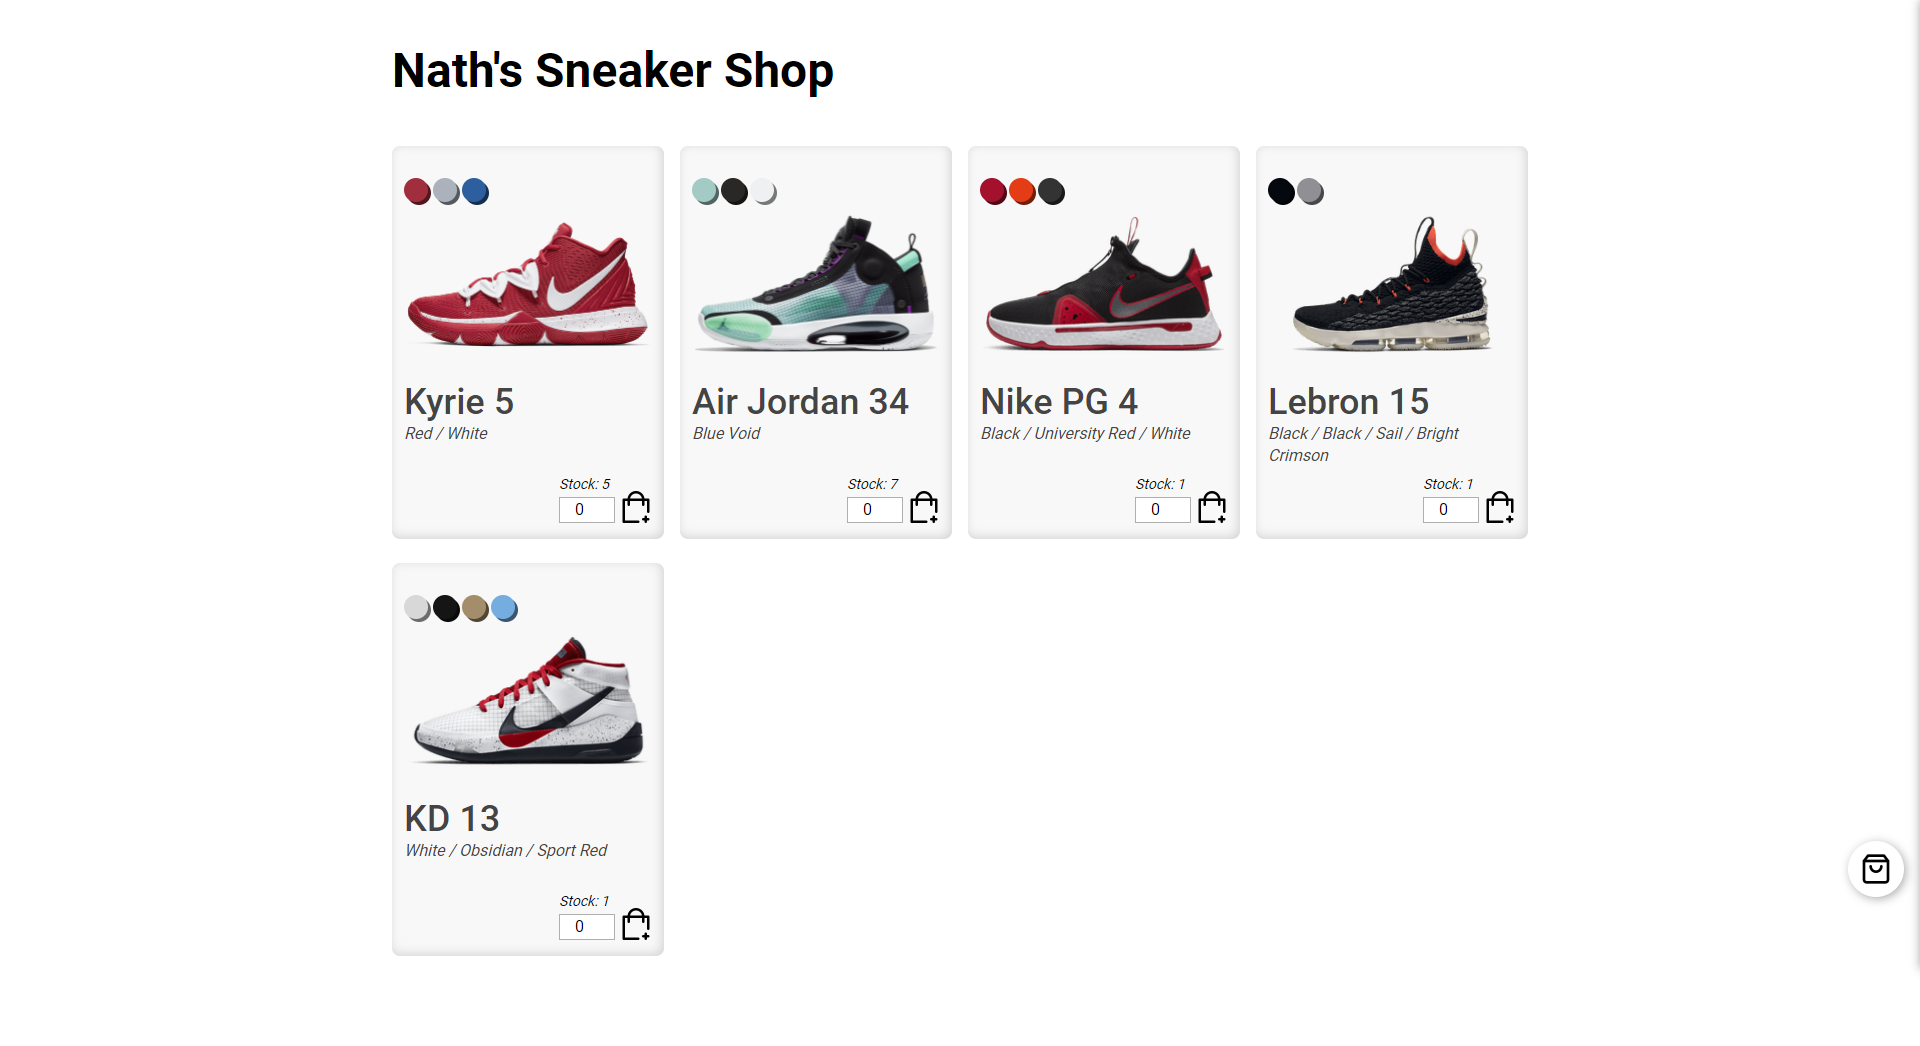 Nath's Sneaker Shop
Kyrie 5
Red / White
Stock: 5
0
Air Jordan 34
Blue Void
Stock: 7
0
Nike PG 4
Black / University Red / White
Stock: 1
0
Lebron 15
Black / Black / Sail / Bright
Crimson
Stock: 1
0
KD 13
White / Obsidian / Sport Red
Stock: 1
0